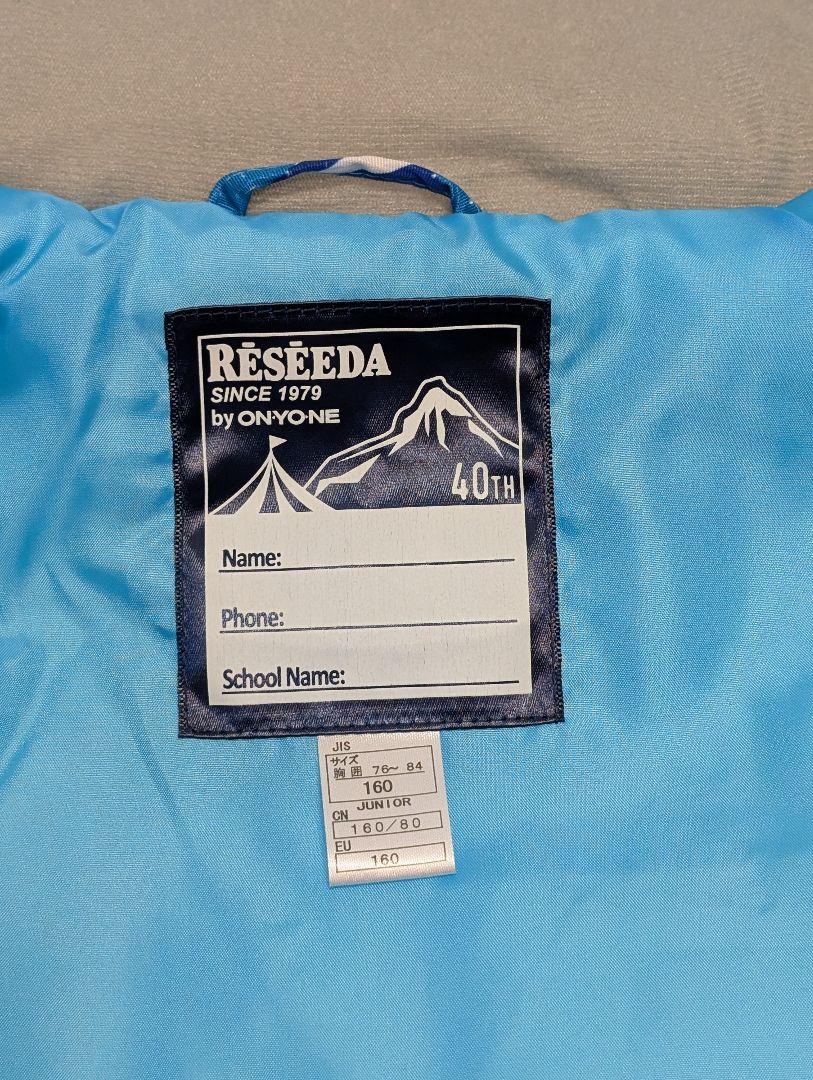 RĒSĒEDA
SINCE 1979
by ON·YO·NE
40TH
Name:
Phone:
School Name:
JIS
サイズ
胸囲 76～84
160
JUNIOR
CN
160/80
EU
160